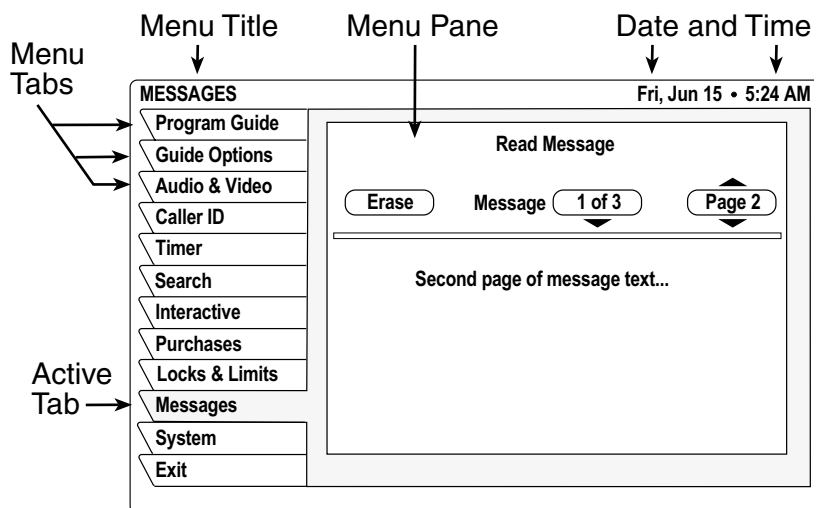 Menu Title
Menu Pane
Date and Time
Menu
Tabs
MESSAGES
Fri, Jun 15 • 5:24 AM
Program Guide
Guide Options
Audio & Video
Caller ID
Timer
Search
Interactive
Purchases
Locks & Limits
Messages
System
Exit
Active
Tab
Read Message
Erase Message 1 of 3 Page 2
Second page of message text...